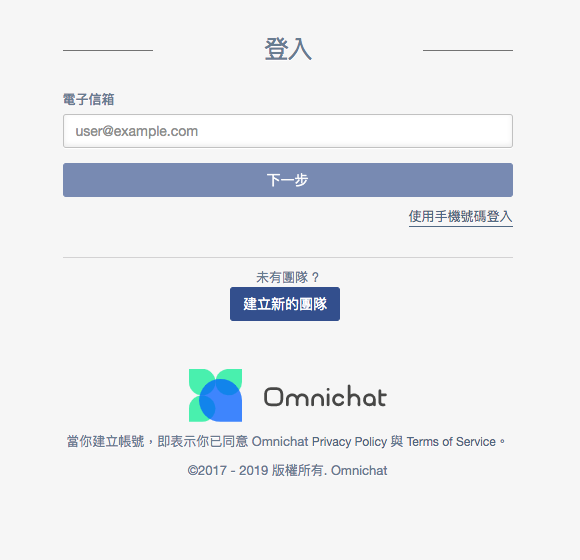 登入
電子信箱
user@example.com
下一步
使用手機號碼登入
未有團隊？
建立新的團隊
Omnichat
當你建立帳號，即表示你已同意 Omnichat Privacy Policy 與 Terms of Service。
©2017 - 2019 版權所有. Omnichat